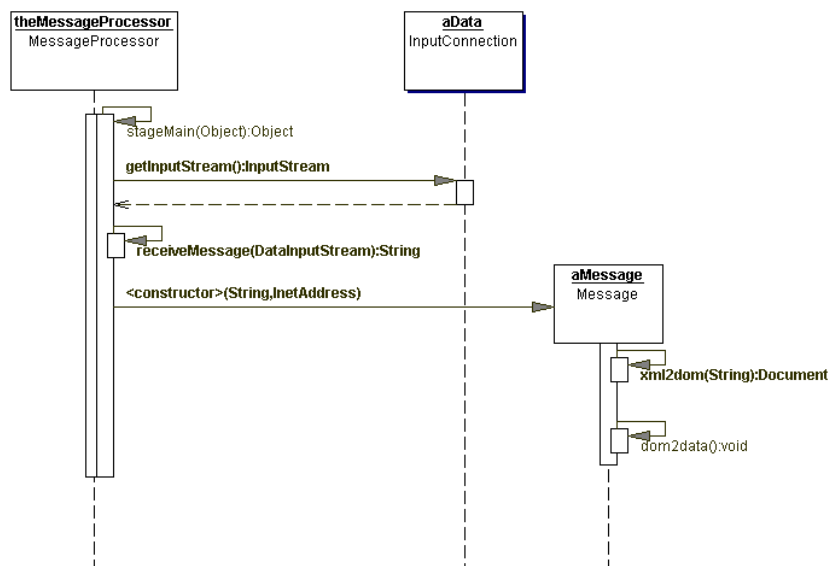 theMessageProcessor
MessageProcessor
aData
InputConnection
stageMain(Object):Object
getInputStream():InputStream
receiveMessage(DataInputStream):String
<constructor>(String,InetAddress)
aMessage
Message
xml2dom(String):Document
dom2data():void